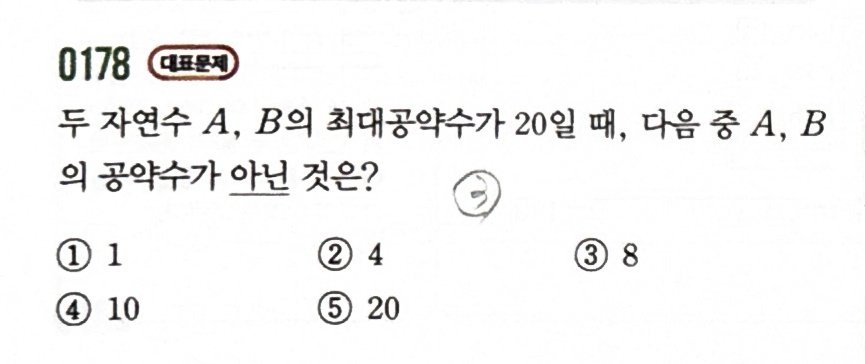 0178 대표문제
두 자연수 A, B의 최대공약수가 20일 때, 다음 중 A, B
의 공약수가 아닌 것은?
③
① 1 ② 4 ③ 8
④ 10 ⑤ 20